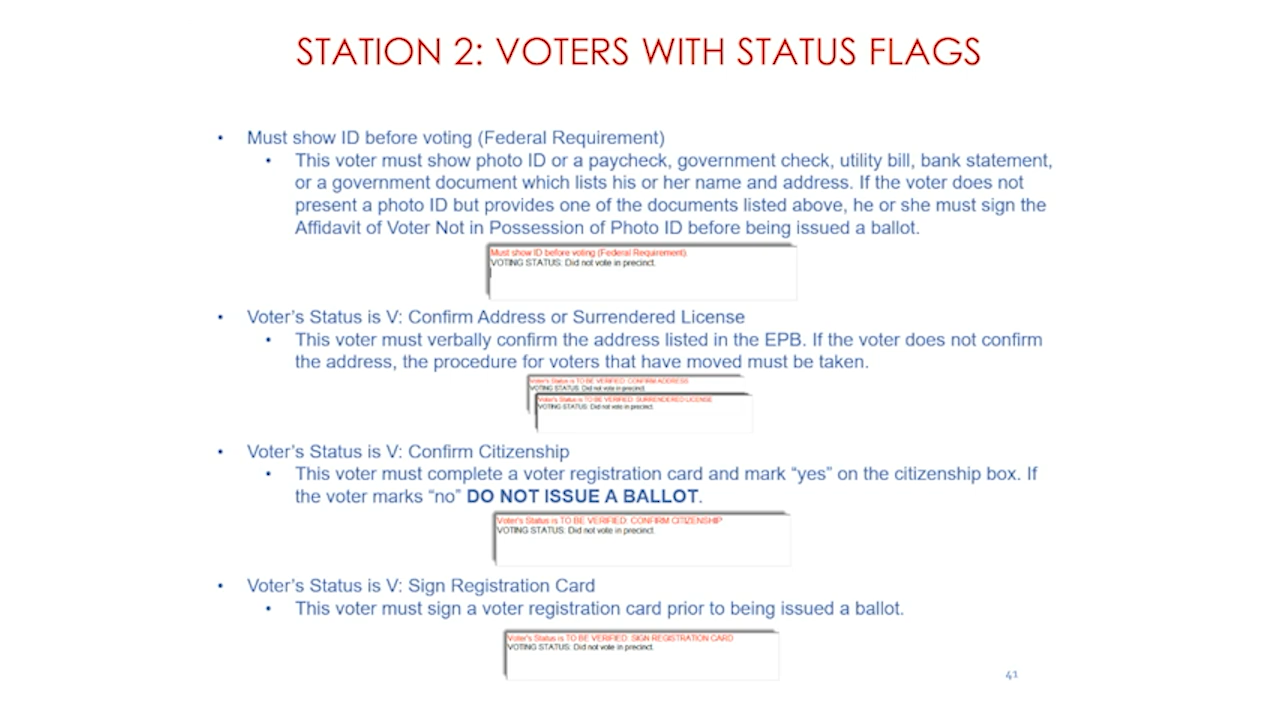 STATION 2: VOTERS WITH STATUS FLAGS
• Must show ID before voting (Federal Requirement)
• This voter must show photo ID or a paycheck, government check, utility bill, bank statement,
or a government document which lists his or her name and address. If the voter does not
present a photo ID but provides one of the documents listed above, he or she must sign the
Affidavit of Voter Not in Possession of Photo ID before being issued a ballot.
Must show ID before voting (Federal Requirement).
VOTING STATUS: Did not vote in precinct.
• Voter's Status is V: Confirm Address or Surrendered License
• This voter must verbally confirm the address listed in the EPB. If the voter does not confirm
the address, the procedure for voters that have moved must be taken.
Voter's Status is TO BE VERIFIED: CONFIRM ADDRESS
VOTING STATUS: Did not vote in precinct.
Voter's Status is TO BE VERIFIED: SURRENDERED LICENSE
VOTING STATUS: Did not vote in precinct.
• Voter's Status is V: Confirm Citizenship
• This voter must complete a voter registration card and mark “yes” on the citizenship box. If
the voter marks “no” DO NOT ISSUE A BALLOT.
Voter's Status is TO BE VERIFIED: CONFIRM CITIZENSHIP
VOTING STATUS: Did not vote in precinct.
• Voter's Status is V: Sign Registration Card
• This voter must sign a voter registration card prior to being issued a ballot.
Voter's Status is TO BE VERIFIED: SIGN REGISTRATION CARD
VOTING STATUS: Did not vote in precinct.
41